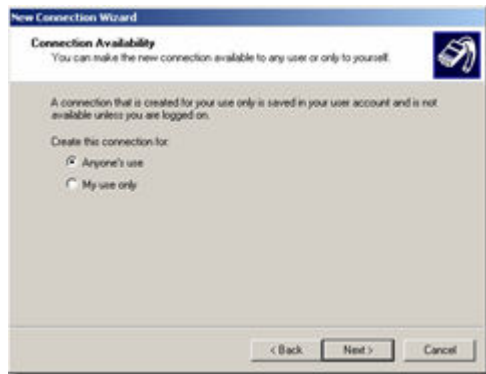 New Connection Wizard
Connection Availability
You can make the new connection available to any user or only to yourself.
A connection that is created for your use only is saved in your user account and is not
available unless you are logged on.
Create this connection for:
Anyone's use
My use only
< Back
Next >
Cancel